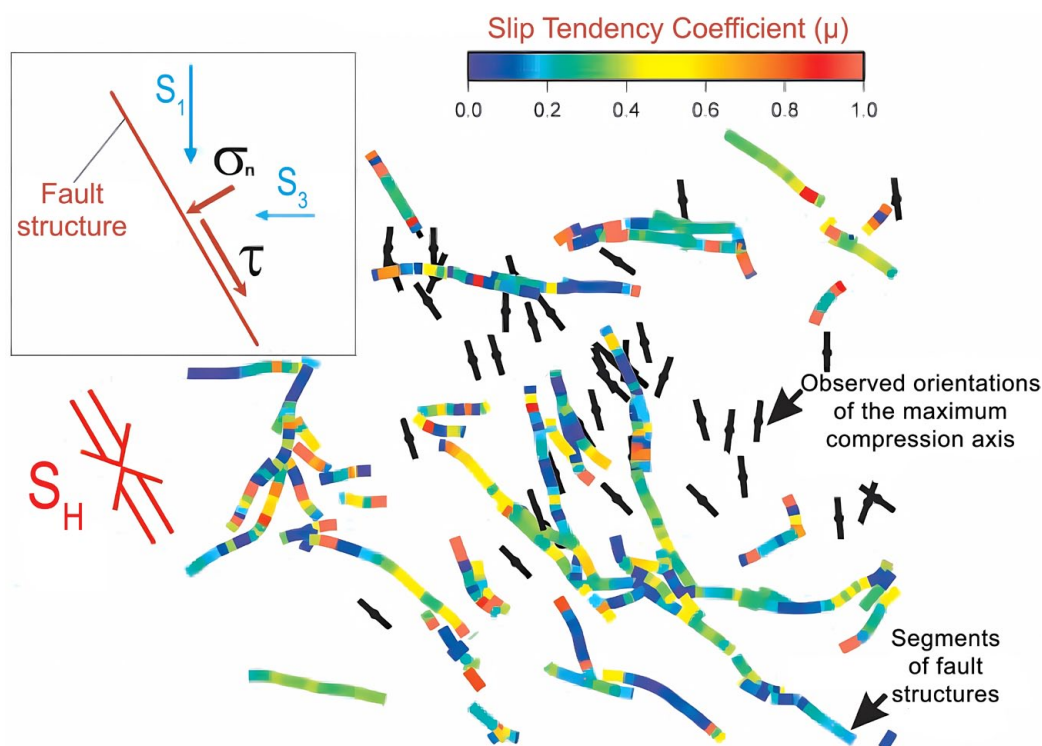 Slip Tendency Coefficient (μ)
0.0 0.2 0.4 0.6 0.8 1.0
S1
σn
S3
Fault
structure
τ
SH
Observed orientations
of the maximum
compression axis
Segments
of fault
structures